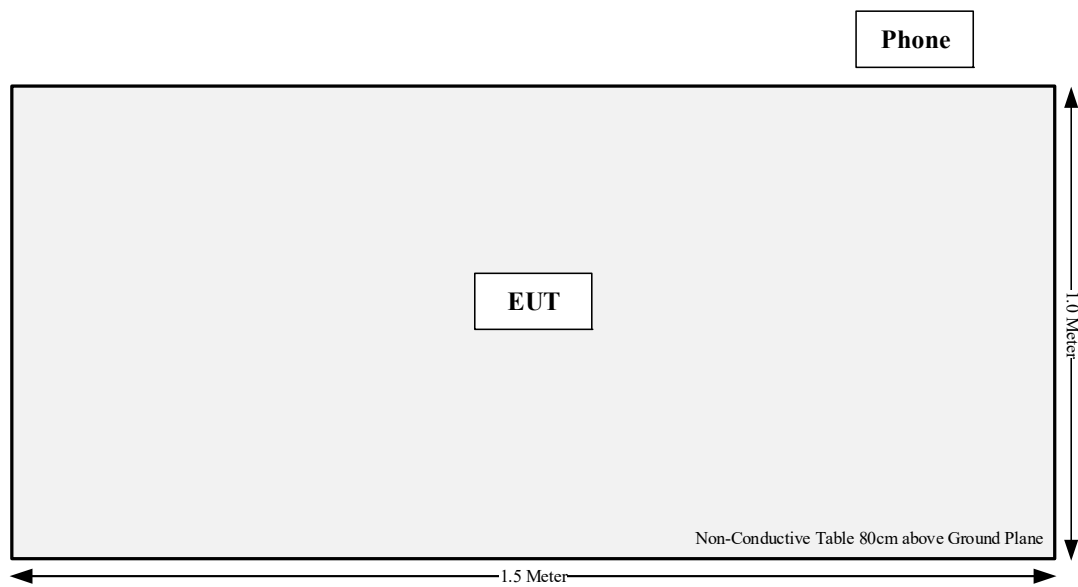 Phone
EUT
1.0 Meter
Non-Conductive Table 80cm above Ground Plane
1.5 Meter